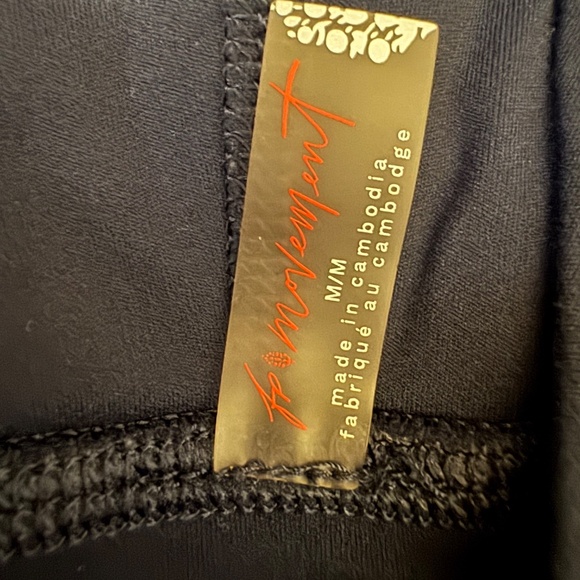 fp movement
M/M
made in cambodia
fabriqué au cambodge